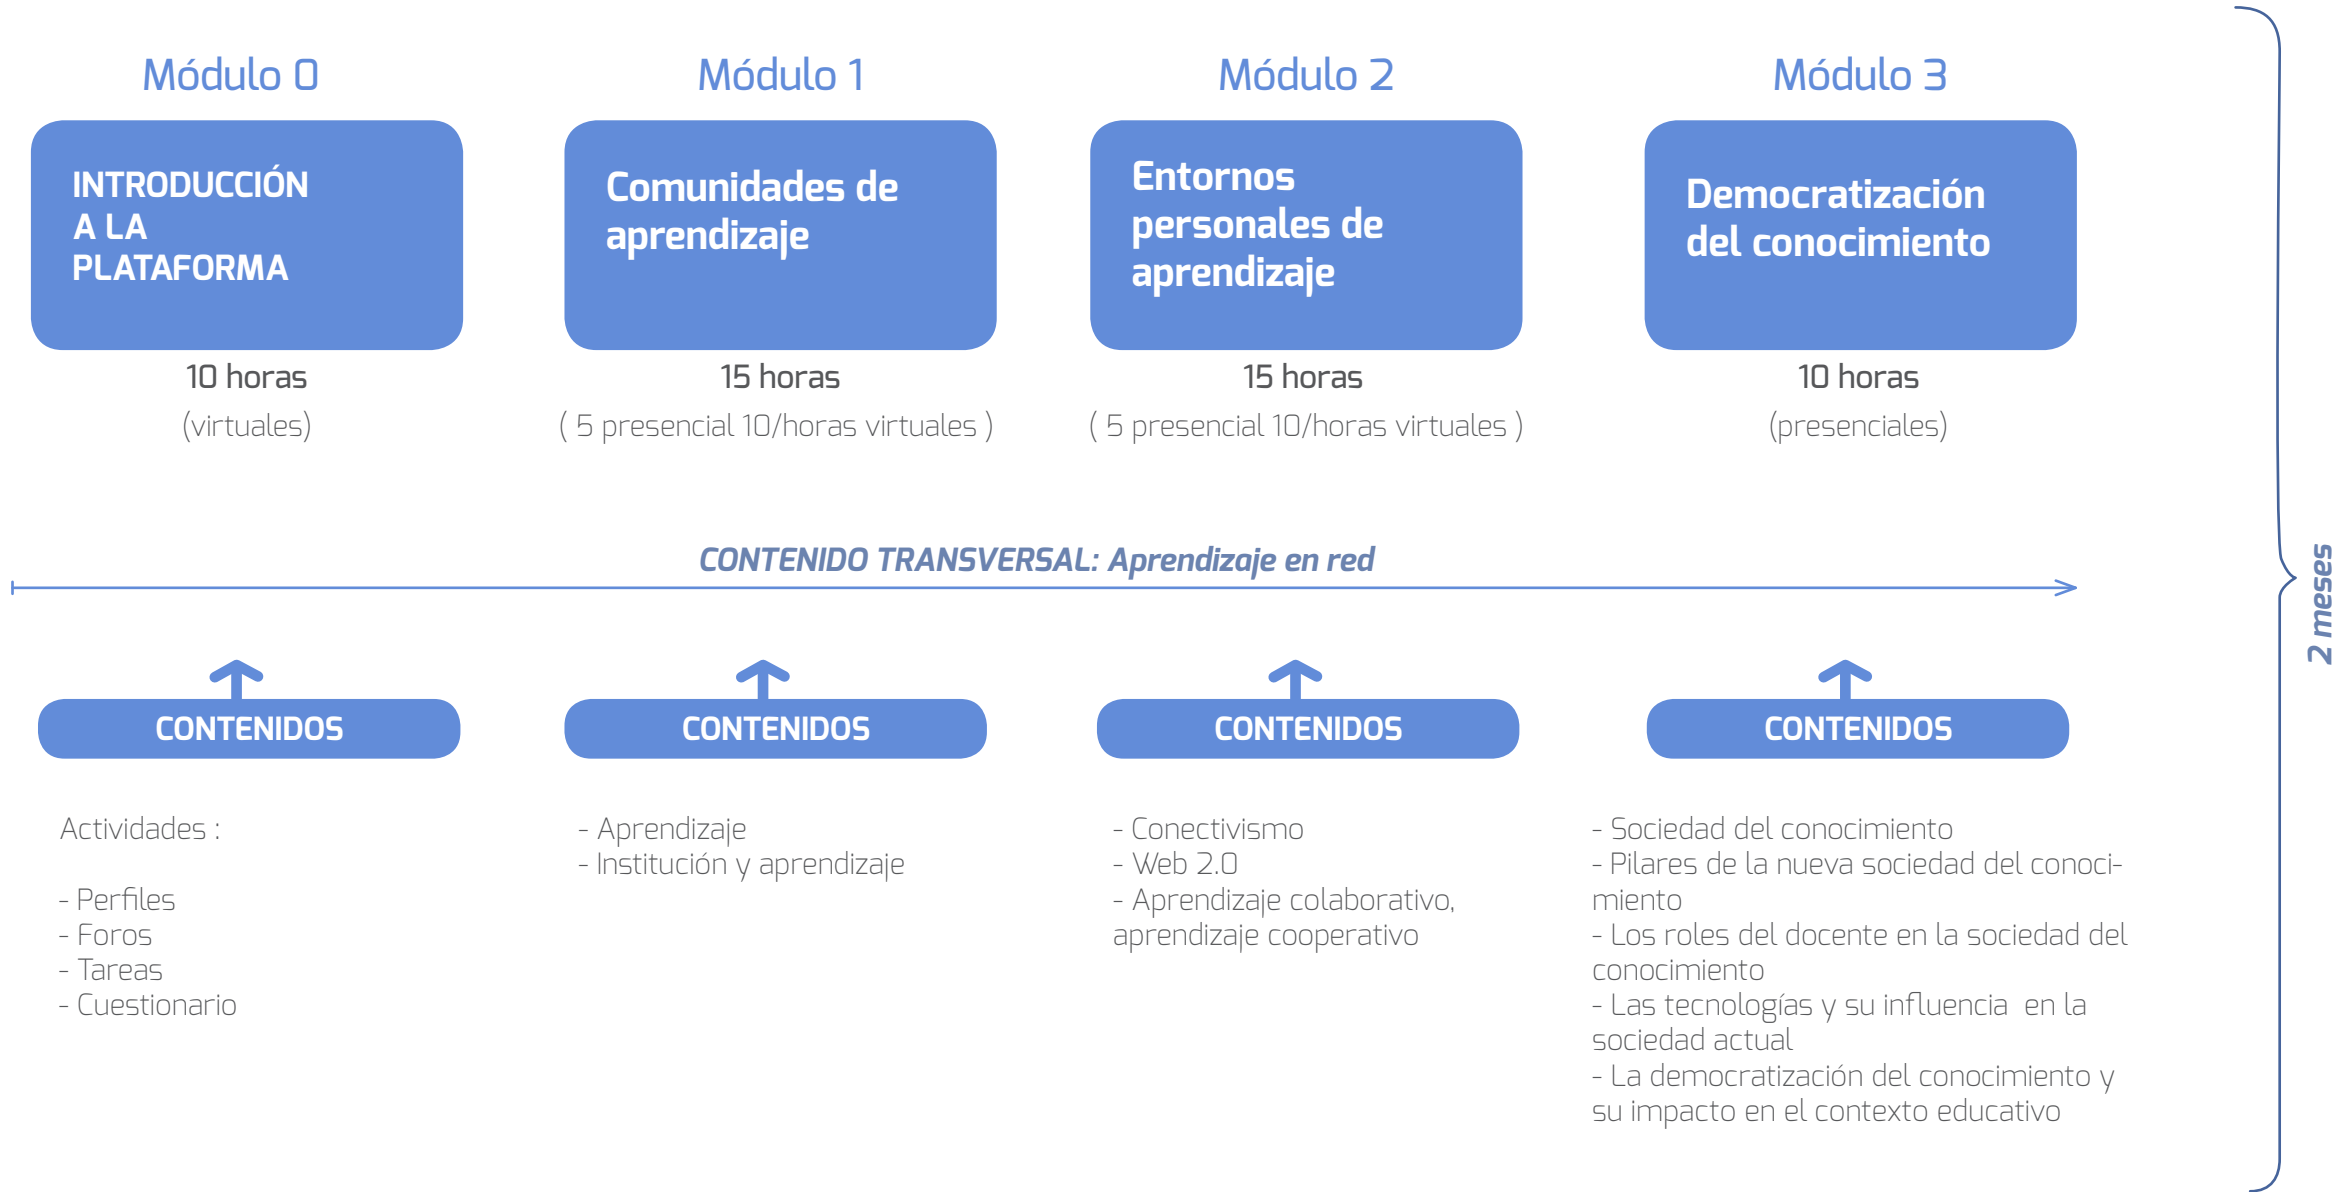 Módulo 0
Módulo 1
Módulo 2
Módulo 3
INTRODUCCIÓN
A LA
PLATAFORMA
Comunidades de
aprendizaje
Entornos
personales de
aprendizaje
Democratización
del conocimiento
10 horas
(virtuales)
15 horas
( 5 presencial 10/horas virtuales )
15 horas
( 5 presencial 10/horas virtuales )
10 horas
(presenciales)
CONTENIDO TRANSVERSAL: Aprendizaje en red
2 meses
CONTENIDOS
CONTENIDOS
CONTENIDOS
CONTENIDOS
Actividades :
- Perfiles
- Foros
- Tareas
- Cuestionario
- Aprendizaje
- Institución y aprendizaje
- Conectivismo
- Web 2.0
- Aprendizaje colaborativo,
aprendizaje cooperativo
- Sociedad del conocimiento
- Pilares de la nueva sociedad del conoci-
miento
- Los roles del docente en la sociedad del
conocimiento
- Las tecnologías y su influencia  en la
sociedad actual
- La democratización del conocimiento y
su impacto en el contexto educativo